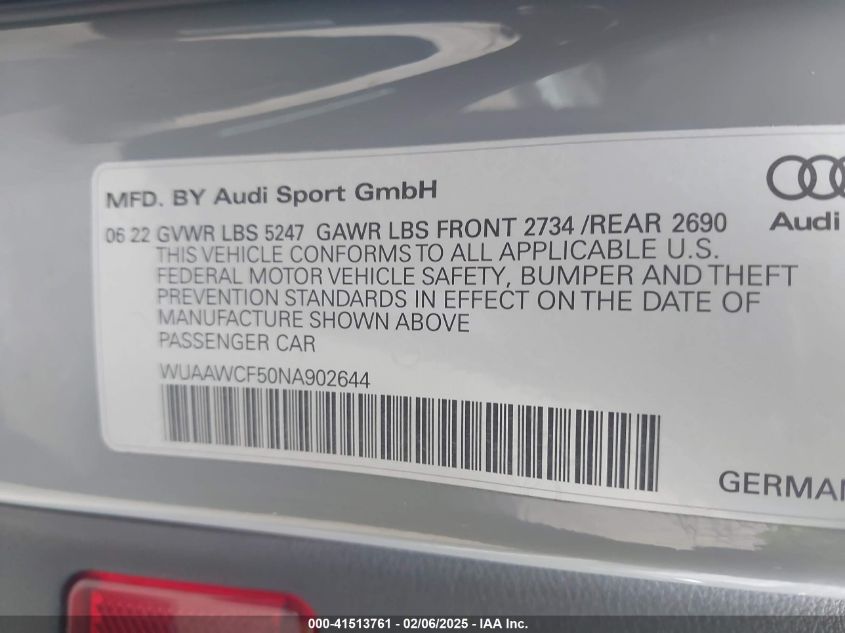 MFD. BY Audi Sport GmbH
Audi
06 22 GVWR LBS 5247 GAWR LBS FRONT 2734 /REAR 2690
THIS VEHICLE CONFORMS TO ALL APPLICABLE U.S.
FEDERAL MOTOR VEHICLE SAFETY, BUMPER AND THEFT
PREVENTION STANDARDS IN EFFECT ON THE DATE OF
MANUFACTURE SHOWN ABOVE
PASSENGER CAR
WUAAWCF50NA902644
GERMAN
000-41513761 - 02/06/2025 - IAA Inc.